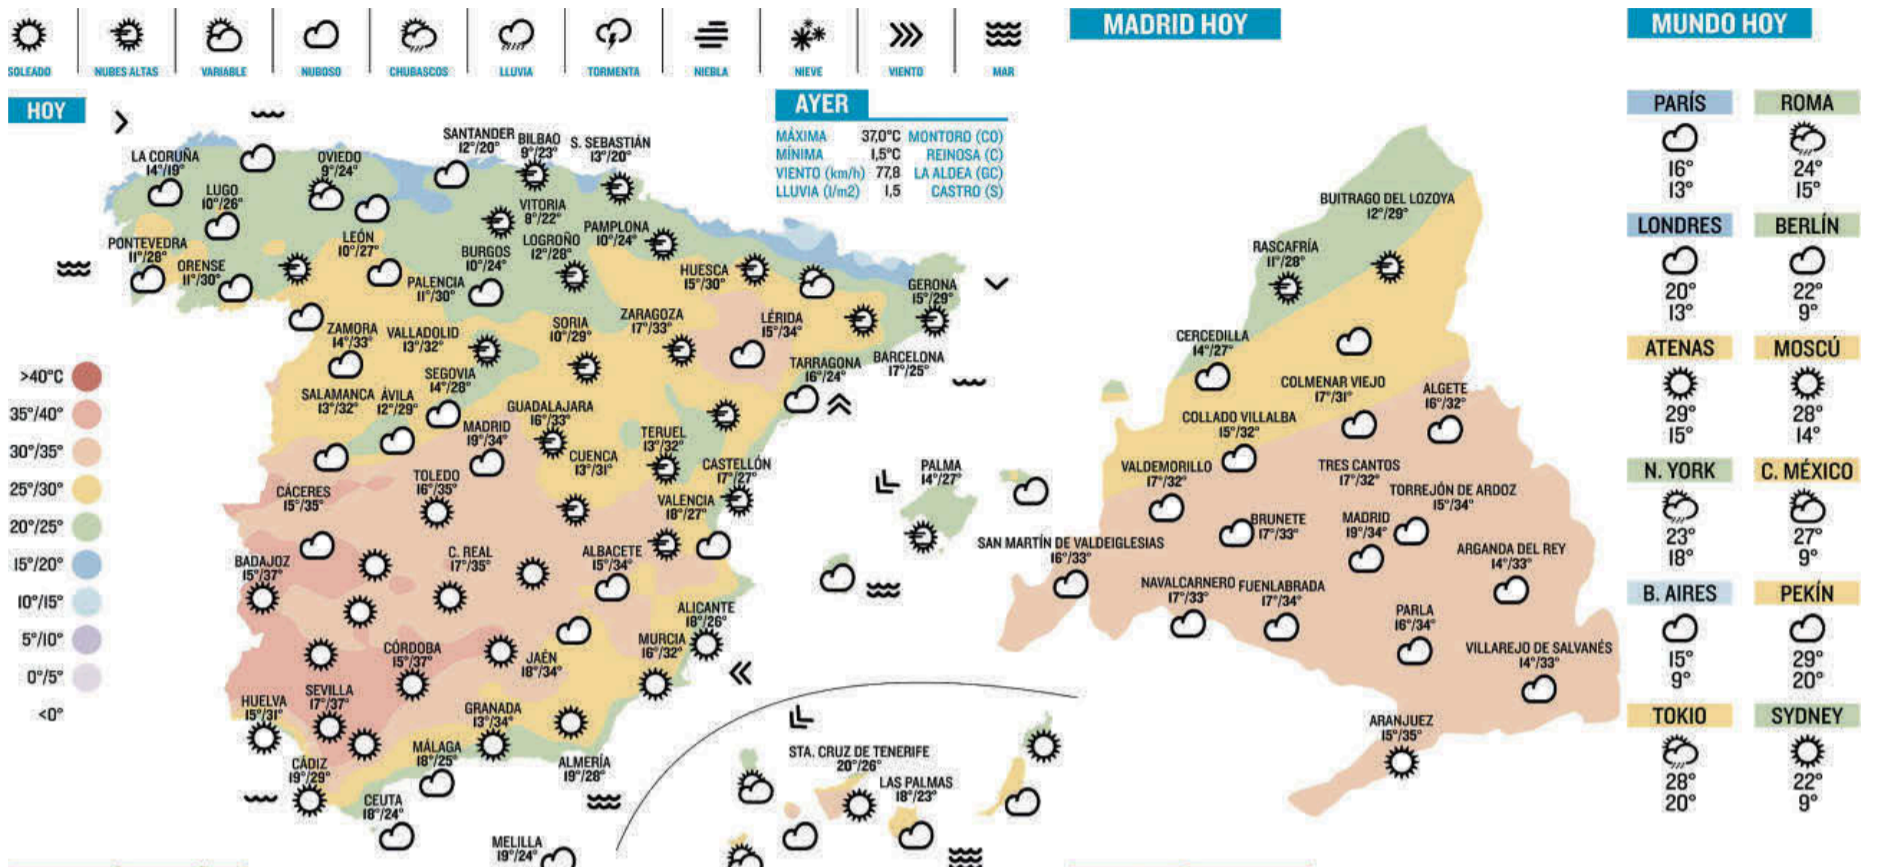 SOLEADO
NUBES ALTAS
VARIABLE
NUBOSO
CHUBASCOS
LLUVIA
TORMENTA
NIEBLA
NIEVE
VIENTO
MAR
HOY
AYER
MÁXIMA 37,0°C MONTORO (CO)
MÍNIMA 1,5°C REINOSA (C)
VIENTO (km/h) 77,8 LA ALDEA (GC)
LLUVIA (l/m2) 1,5 CASTRO (S)
LA CORUÑA
14°/19°
OVIEDO
9°/24°
SANTANDER
12°/20°
BILBAO
9°/23°
S. SEBASTIÁN
13°/20°
LUGO
10°/26°
VITORIA
8°/22°
PAMPLONA
10°/24°
PONTEVEDRA
11°/28°
ORENSE
11°/30°
LEÓN
10°/27°
BURGOS
10°/24°
LOGROÑO
12°/28°
PALENCIA
11°/30°
HUESCA
15°/30°
GERONA
15°/29°
ZAMORA
14°/33°
VALLADOLID
13°/32°
SORIA
10°/29°
ZARAGOZA
17°/33°
LÉRIDA
15°/34°
TARRAGONA
16°/24°
BARCELONA
17°/25°
SEGOVIA
14°/28°
SALAMANCA
13°/32°
ÁVILA
12°/29°
GUADALAJARA
16°/33°
MADRID
19°/34°
TERUEL
13°/32°
CUENCA
13°/31°
CASTELLÓN
17°/27°
PALMA
14°/27°
TOLEDO
16°/35°
CÁCERES
15°/35°
VALENCIA
18°/27°
BADAJOZ
15°/37°
C. REAL
17°/35°
ALBACETE
15°/34°
ALICANTE
18°/26°
MURCIA
16°/32°
CÓRDOBA
15°/37°
JAÉN
18°/34°
HUELVA
15°/31°
SEVILLA
17°/37°
GRANADA
13°/34°
MÁLAGA
18°/25°
ALMERÍA
19°/28°
CÁDIZ
19°/29°
CEUTA
18°/24°
MELILLA
19°/24°
STA. CRUZ DE TENERIFE
20°/26°
LAS PALMAS
18°/23°
>40°C
35°/40°
30°/35°
25°/30°
20°/25°
15°/20°
10°/15°
5°/10°
0°/5°
<0°
MADRID HOY
BUITRAGO DEL LOZOYA
12°/29°
RASCAFRÍA
11°/28°
CERCEDILLA
14°/27°
COLMENAR VIEJO
17°/31°
ALGETE
16°/32°
COLLADO VILLALBA
15°/32°
VALDEMORILLO
17°/32°
TRES CANTOS
17°/32°
TORREJÓN DE ARDOZ
15°/34°
BRUNETE
17°/33°
MADRID
19°/34°
SAN MARTÍN DE VALDEIGLESIAS
16°/33°
ARGANDA DEL REY
14°/33°
NAVALCARNERO
17°/33°
FUENLABRADA
17°/34°
PARLA
16°/34°
VILLAREJO DE SALVANÉS
14°/33°
ARANJUEZ
15°/35°
MUNDO HOY
PARÍS
16°
13°
ROMA
24°
15°
LONDRES
20°
13°
BERLÍN
22°
9°
ATENAS
29°
15°
MOSCÚ
28°
14°
N. YORK
23°
18°
C. MÉXICO
27°
9°
B. AIRES
15°
9°
PEKÍN
29°
20°
TOKIO
28°
20°
SYDNEY
22°
9°